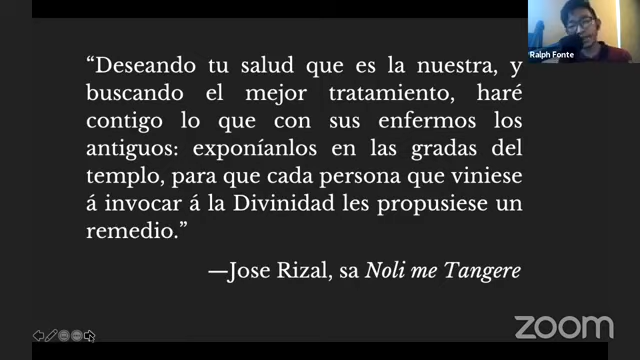 Ralph Fonte
“Deseando tu salud que es la nuestra, y
buscando el mejor tratamiento, haré
contigo lo que con sus enfermos los
antiguos: exponíanlos en las gradas del
templo, para que cada persona que viniese
á invocar á la Divinidad les propusiese un
remedio.”
—Jose Rizal, sa Noli me Tangere
zoom